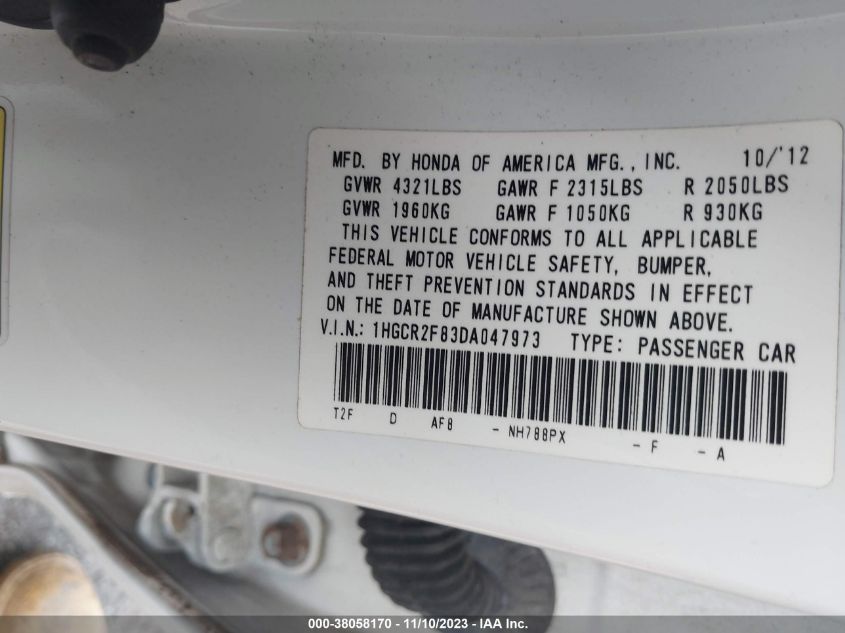 MFD. BY HONDA OF AMERICA MFG., INC. 10/'12
GVWR 4321LBS GAWR F 2315LBS R 2050LBS
GVWR 1960KG GAWR F 1050KG R 930KG
THIS VEHICLE CONFORMS TO ALL APPLICABLE
FEDERAL MOTOR VEHICLE SAFETY, BUMPER,
AND THEFT PREVENTION STANDARDS IN EFFECT
ON THE DATE OF MANUFACTURE SHOWN ABOVE.
V.I.N.: 1HGCR2F83DA047973 TYPE: PASSENGER CAR
T2F D AF8 - NH788PX - F - A
000-38058170 - 11/10/2023 - IAA Inc.